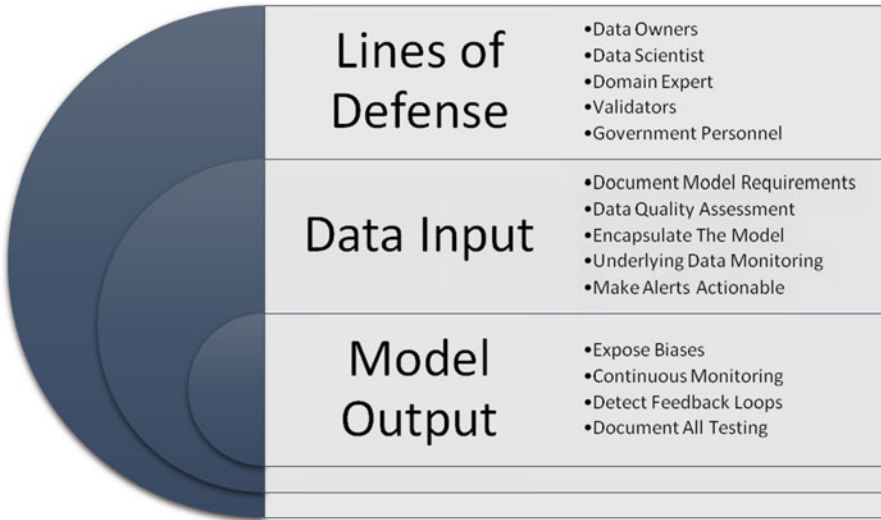 Lines of
Defense
•Data Owners
•Data Scientist
•Domain Expert
•Validators
•Government Personnel
Data Input
•Document Model Requirements
•Data Quality Assessment
•Encapsulate The Model
•Underlying Data Monitoring
•Make Alerts Actionable
Model
Output
•Expose Biases
•Continuous Monitoring
•Detect Feedback Loops
•Document All Testing